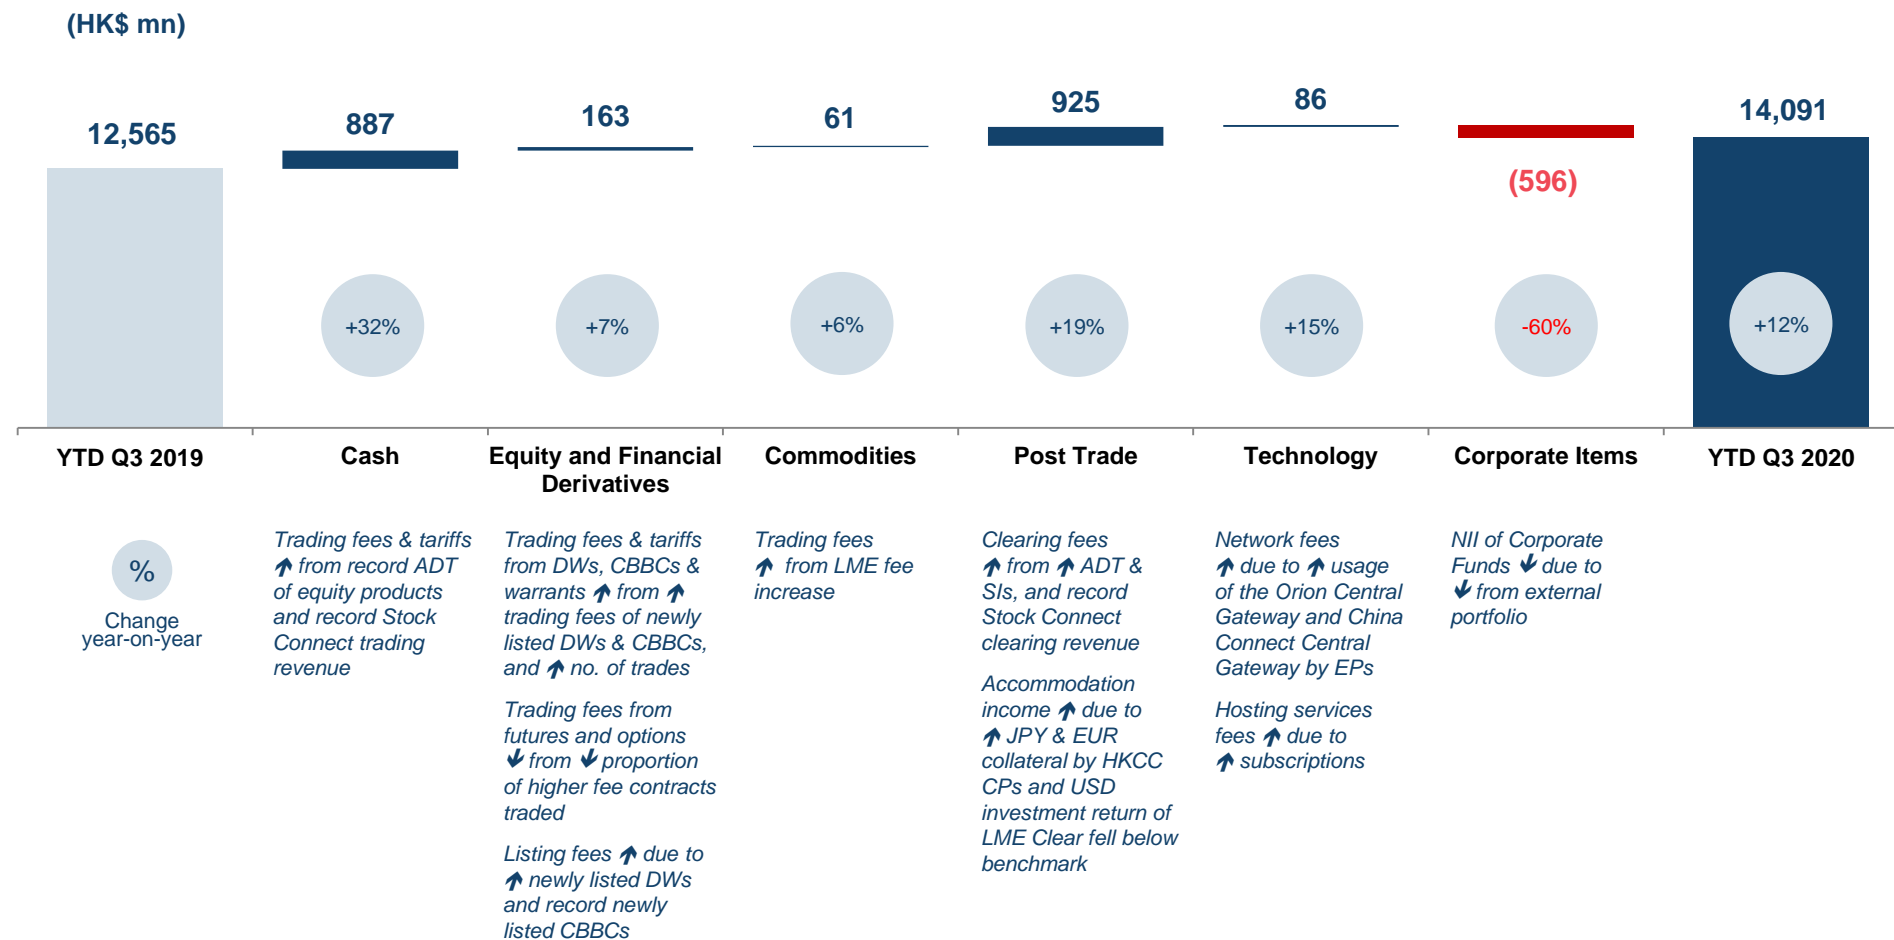 (HK$ mn)
12,565
887
163
61
925
86
(596)
14,091
+32%
+7%
+6%
+19%
+15%
-60%
+12%
YTD Q3 2019
Cash
Equity and Financial
Derivatives
Commodities
Post Trade
Technology
Corporate Items
YTD Q3 2020
%
Change
year-on-year
Trading fees & tariffs
↑ from record ADT
of equity products
and record Stock
Connect trading
revenue
Trading fees & tariffs
from DWs, CBBCs &
warrants ↑ from ↑
trading fees of newly
listed DWs & CBBCs,
and ↑ no. of trades
Trading fees from
futures and options
↓ from ↓ proportion
of higher fee contracts
traded
Listing fees ↑ due to
↑ newly listed DWs
and record newly
listed CBBCs
Trading fees
↑ from LME fee
increase
Clearing fees
↑ from ↑ ADT &
SIs, and record
Stock Connect
clearing revenue
Accommodation
income ↑ due to
↑ JPY & EUR
collateral by HKCC
CPs and USD
investment return of
LME Clear fell below
benchmark
Network fees
↑ due to ↑ usage
of the Orion Central
Gateway and China
Connect Central
Gateway by EPs
Hosting services
fees ↑ due to
↑ subscriptions
NII of Corporate
Funds ↓ due to
↓ from external
portfolio